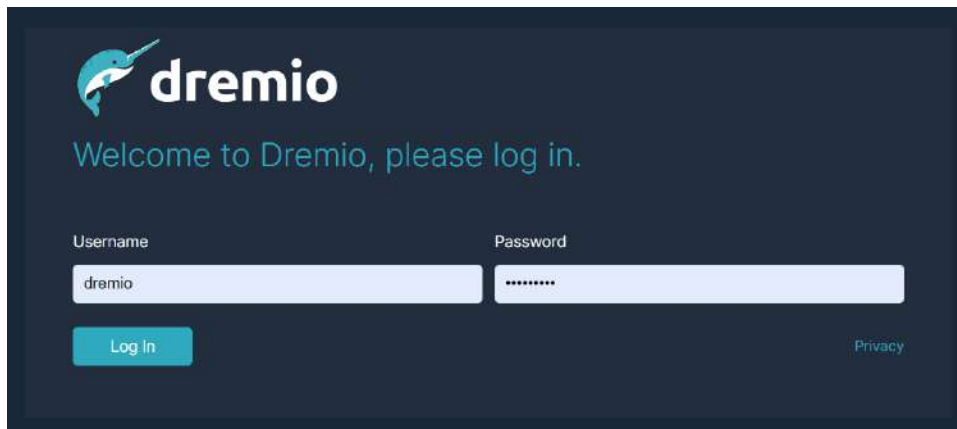 dremio
Welcome to Dremio, please log in.
Username Password
dremio •••••••••
Log In Privacy